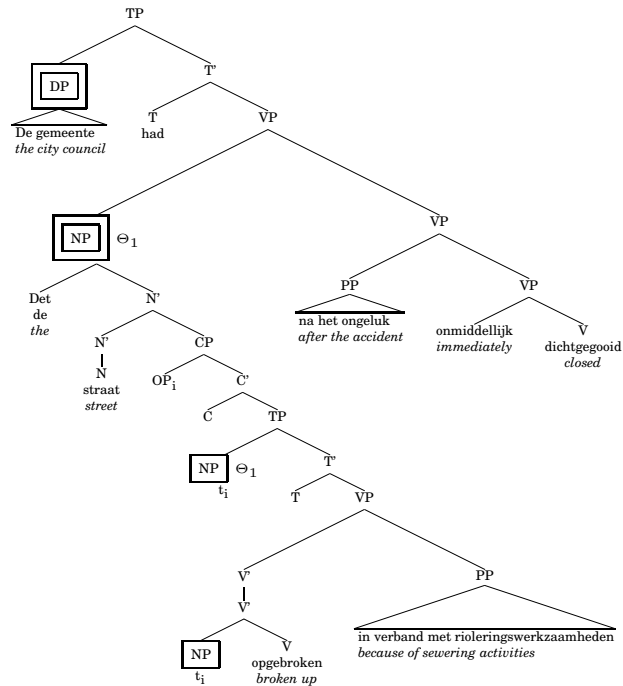 TP
DP
T'
De gemeente
the city council
T
had
VP
NP Θ1
VP
Det
de
the
N'
PP
na het ongeluk
after the accident
VP
N'
CP
onmiddellijk
immediately
V
dichtgegooid
closed
N
straat
street
OPi
C'
C
TP
NP Θ1
ti
T'
T
VP
V'
PP
V'
in verband met rioleringswerkzaamheden
because of sewering activities
NP
ti
V
opgebroken
broken up